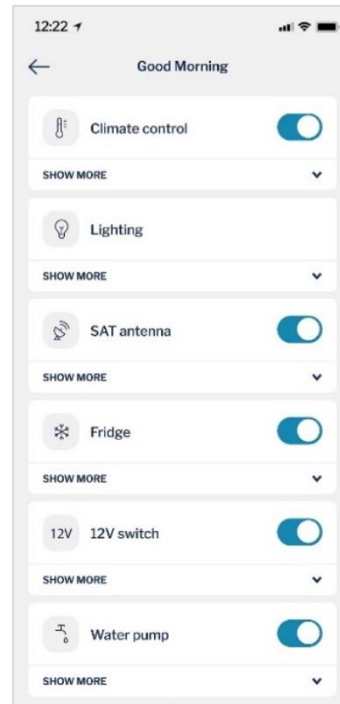 12:22
Good Morning
Climate control
SHOW MORE
Lighting
SHOW MORE
SAT antenna
SHOW MORE
Fridge
SHOW MORE
12V 12V switch
SHOW MORE
Water pump
SHOW MORE